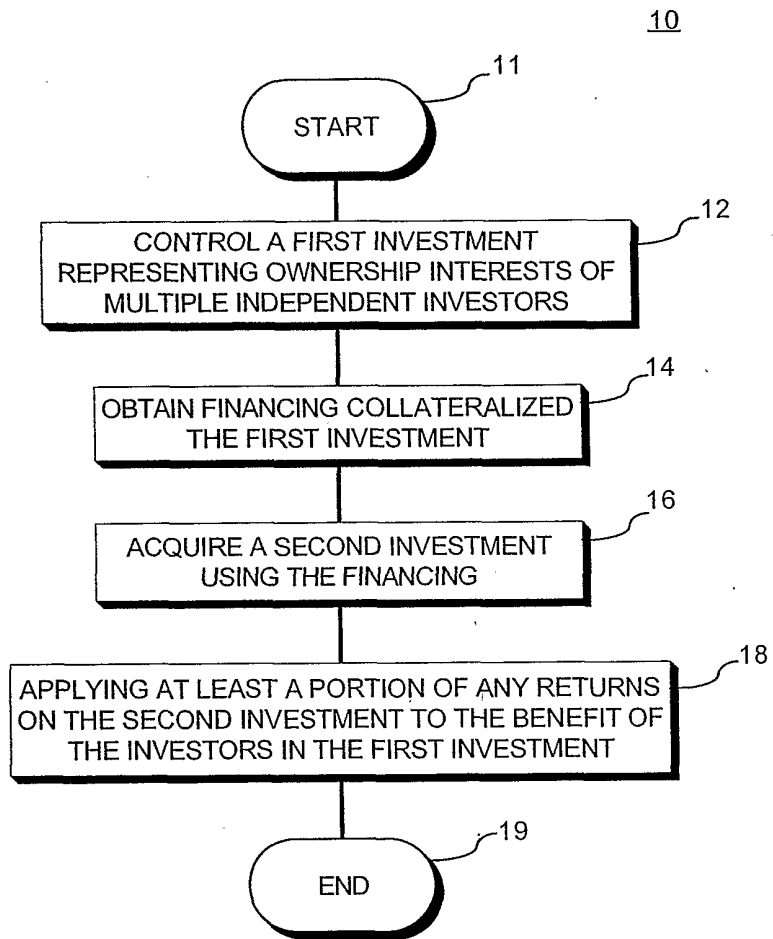 10
11
START
12
CONTROL A FIRST INVESTMENT
REPRESENTING OWNERSHIP INTERESTS OF
MULTIPLE INDEPENDENT INVESTORS
14
OBTAIN FINANCING COLLATERALIZED
THE FIRST INVESTMENT
16
ACQUIRE A SECOND INVESTMENT
USING THE FINANCING
18
APPLYING AT LEAST A PORTION OF ANY RETURNS
ON THE SECOND INVESTMENT TO THE BENEFIT OF
THE INVESTORS IN THE FIRST INVESTMENT
19
END